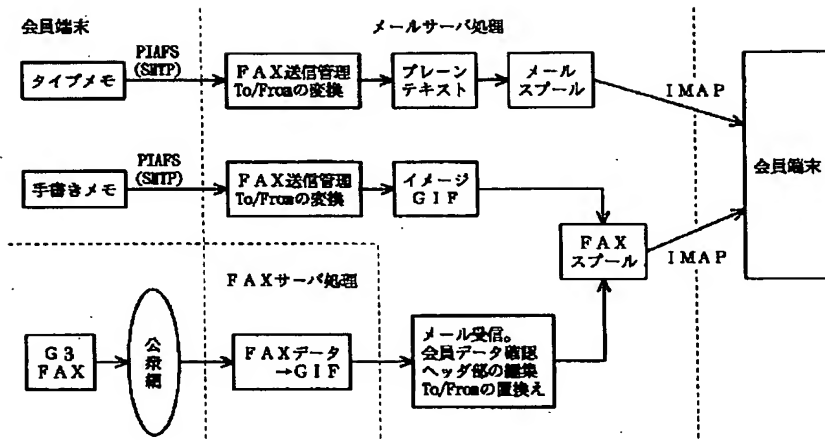 会員端末
メールサーバ処理
タイプメモ
PIAFS
(SMTP)
FAX送信管理
To/Fromの変換
プレーン
テキスト
メール
スプール
IMAP
会員端末
手書きメモ
PIAFS
(SMTP)
FAX送信管理
To/Fromの変換
イメージ
GIF
FAX
スプール
IMAP
FAXサーバ処理
G3
FAX
公衆網
FAXデータ
→GIF
メール受信。
会員データ確認
ヘッダ部の編集
To/Fromの置換え